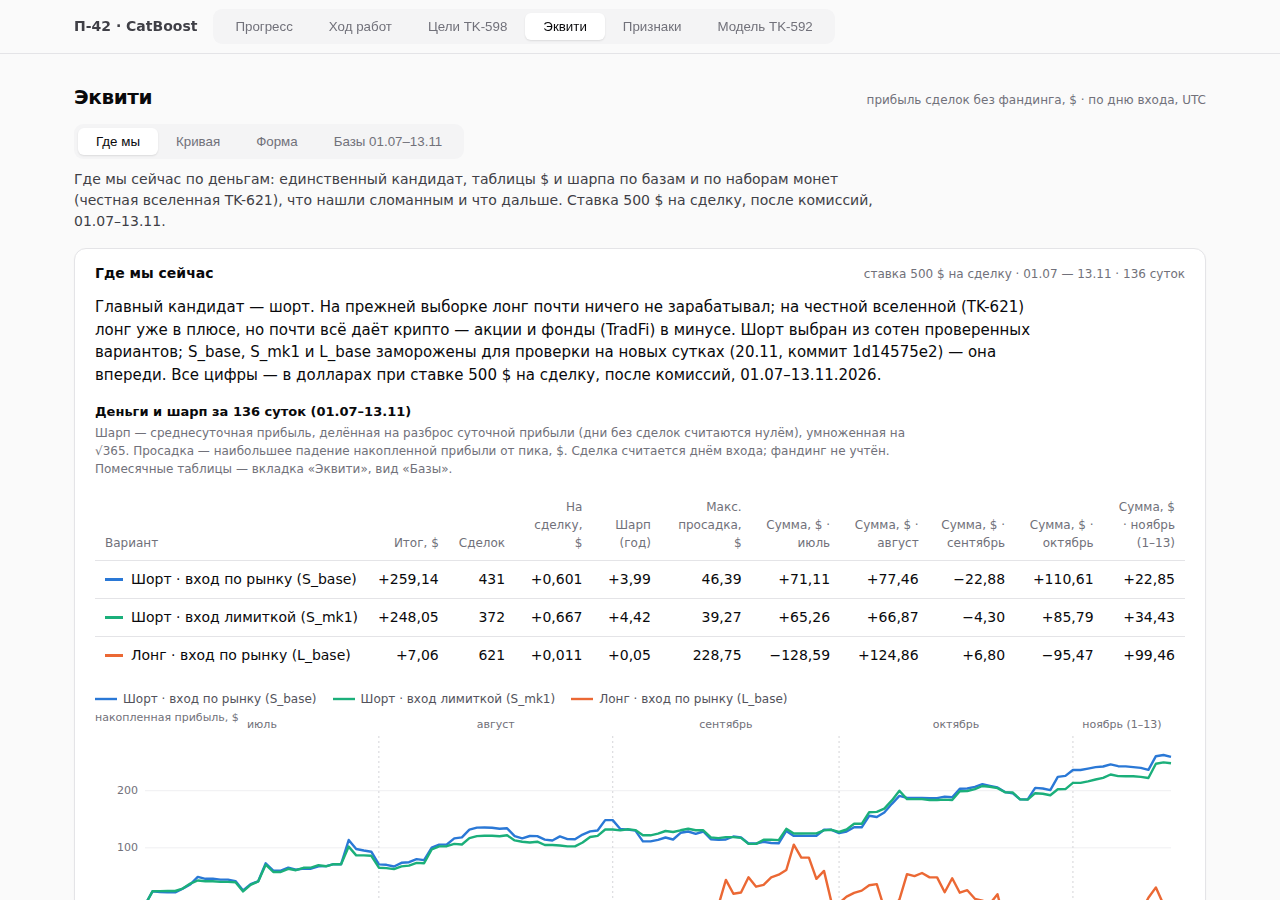 П-42 · CatBoost
Прогресс
Ход работ
Цели TK-598
Эквити
Признаки
Модель TK-592
Эквити
прибыль сделок без фандинга, $ · по дню входа, UTC
Где мы
Кривая
Форма
Базы 01.07–13.11
Где мы сейчас по деньгам: единственный кандидат, таблицы $ и шарпа по базам и по наборам монет
(честная вселенная TK-621), что нашли сломанным и что дальше. Ставка 500 $ на сделку, после комиссий,
01.07–13.11.
Где мы сейчас
ставка 500 $ на сделку · 01.07 — 13.11 · 136 суток
Главный кандидат — шорт. На прежней выборке лонг почти ничего не зарабатывал; на честной вселенной (TK-621)
лонг уже в плюсе, но почти всё даёт крипто — акции и фонды (TradFi) в минусе. Шорт выбран из сотен проверенных
вариантов; S_base, S_mk1 и L_base заморожены для проверки на новых сутках (20.11, коммит 1d14575e2) — она
впереди. Все цифры — в долларах при ставке 500 $ на сделку, после комиссий, 01.07–13.11.2026.
Деньги и шарп за 136 суток (01.07–13.11)
Шарп — среднесуточная прибыль, делённая на разброс суточной прибыли (дни без сделок считаются нулём), умноженная на
√365. Просадка — наибольшее падение накопленной прибыли от пика, $. Сделка считается днём входа; фандинг не учтён.
Помесячные таблицы — вкладка «Эквити», вид «Базы».
Вариант
Итог, $
Сделок
На
сделку,
$
Шарп
(год)
Макс.
просадка,
$
Сумма, $ ·
июль
Сумма, $ ·
август
Сумма, $ ·
сентябрь
Сумма, $ ·
октябрь
Сумма, $
· ноябрь
(1–13)
Шорт · вход по рынку (S_base) +259,14 431 +0,601 +3,99 46,39 +71,11 +77,46 −22,88 +110,61 +22,85
Шорт · вход лимиткой (S_mk1) +248,05 372 +0,667 +4,42 39,27 +65,26 +66,87 −4,30 +85,79 +34,43
Лонг · вход по рынку (L_base) +7,06 621 +0,011 +0,05 228,75 −128,59 +124,86 +6,80 −95,47 +99,46
Шорт · вход по рынку (S_base)
Шорт · вход лимиткой (S_mk1)
Лонг · вход по рынку (L_base)
накопленная прибыль, $
июль
август
сентябрь
октябрь
ноябрь (1–13)
200
100